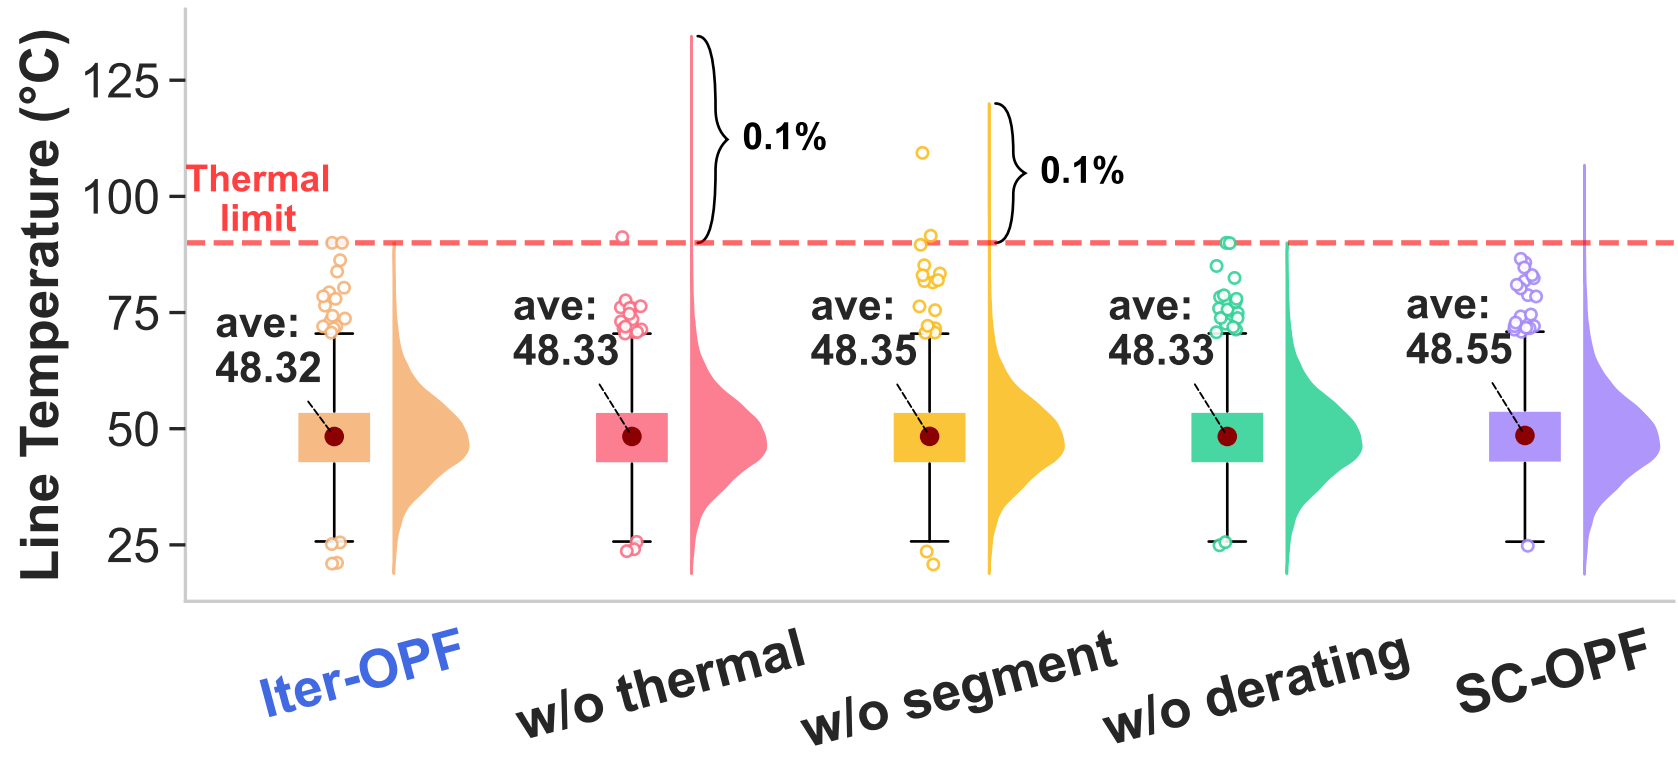 Line Temperature (°C)
125
100
75
50
25
Thermal
limit
0.1%
0.1%
ave:
48.32
ave:
48.33
ave:
48.35
ave:
48.33
ave:
48.55
Iter-OPF
w/o thermal
w/o segment
w/o derating
SC-OPF